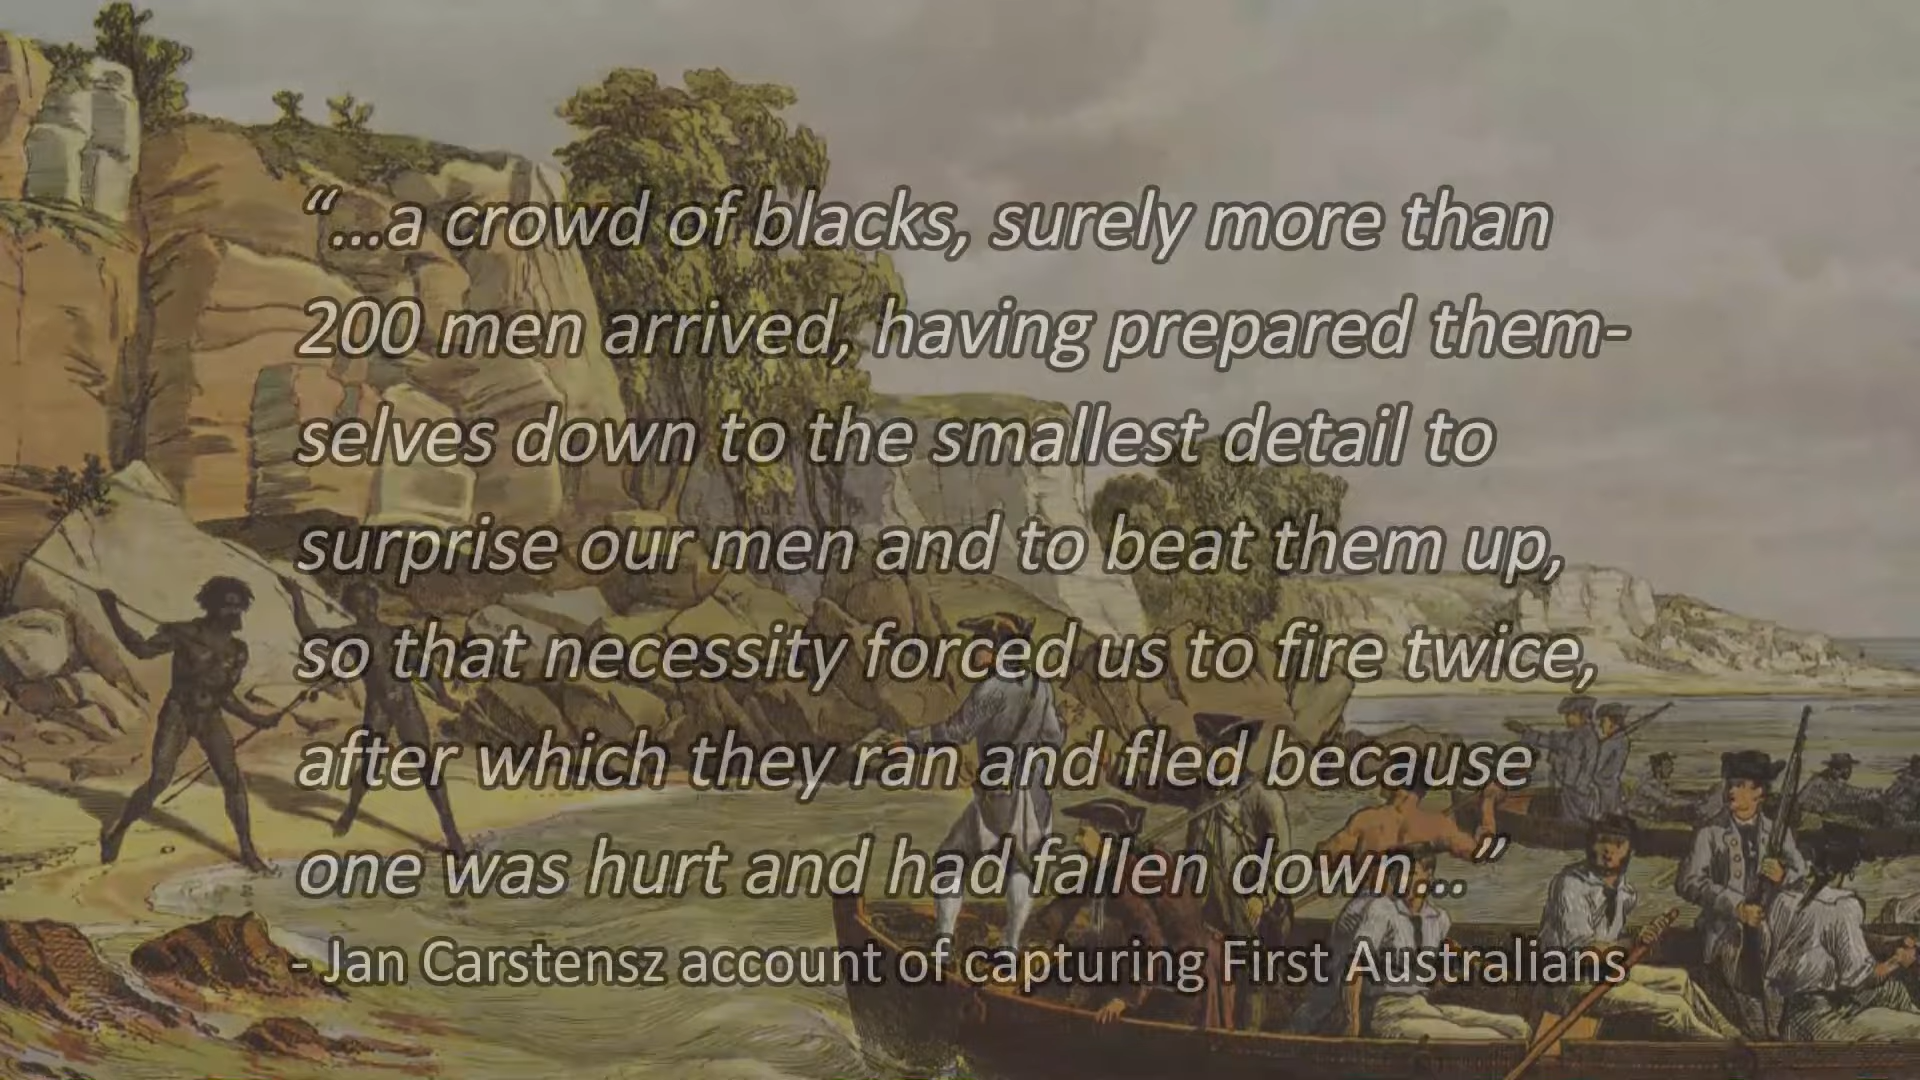 “...a crowd of blacks, surely more than
200 men arrived, having prepared them-
selves down to the smallest detail to
surprise our men and to beat them up,
so that necessity forced us to fire twice,
after which they ran and fled because
one was hurt and had fallen down...”
- Jan Carstensz account of capturing First Australians